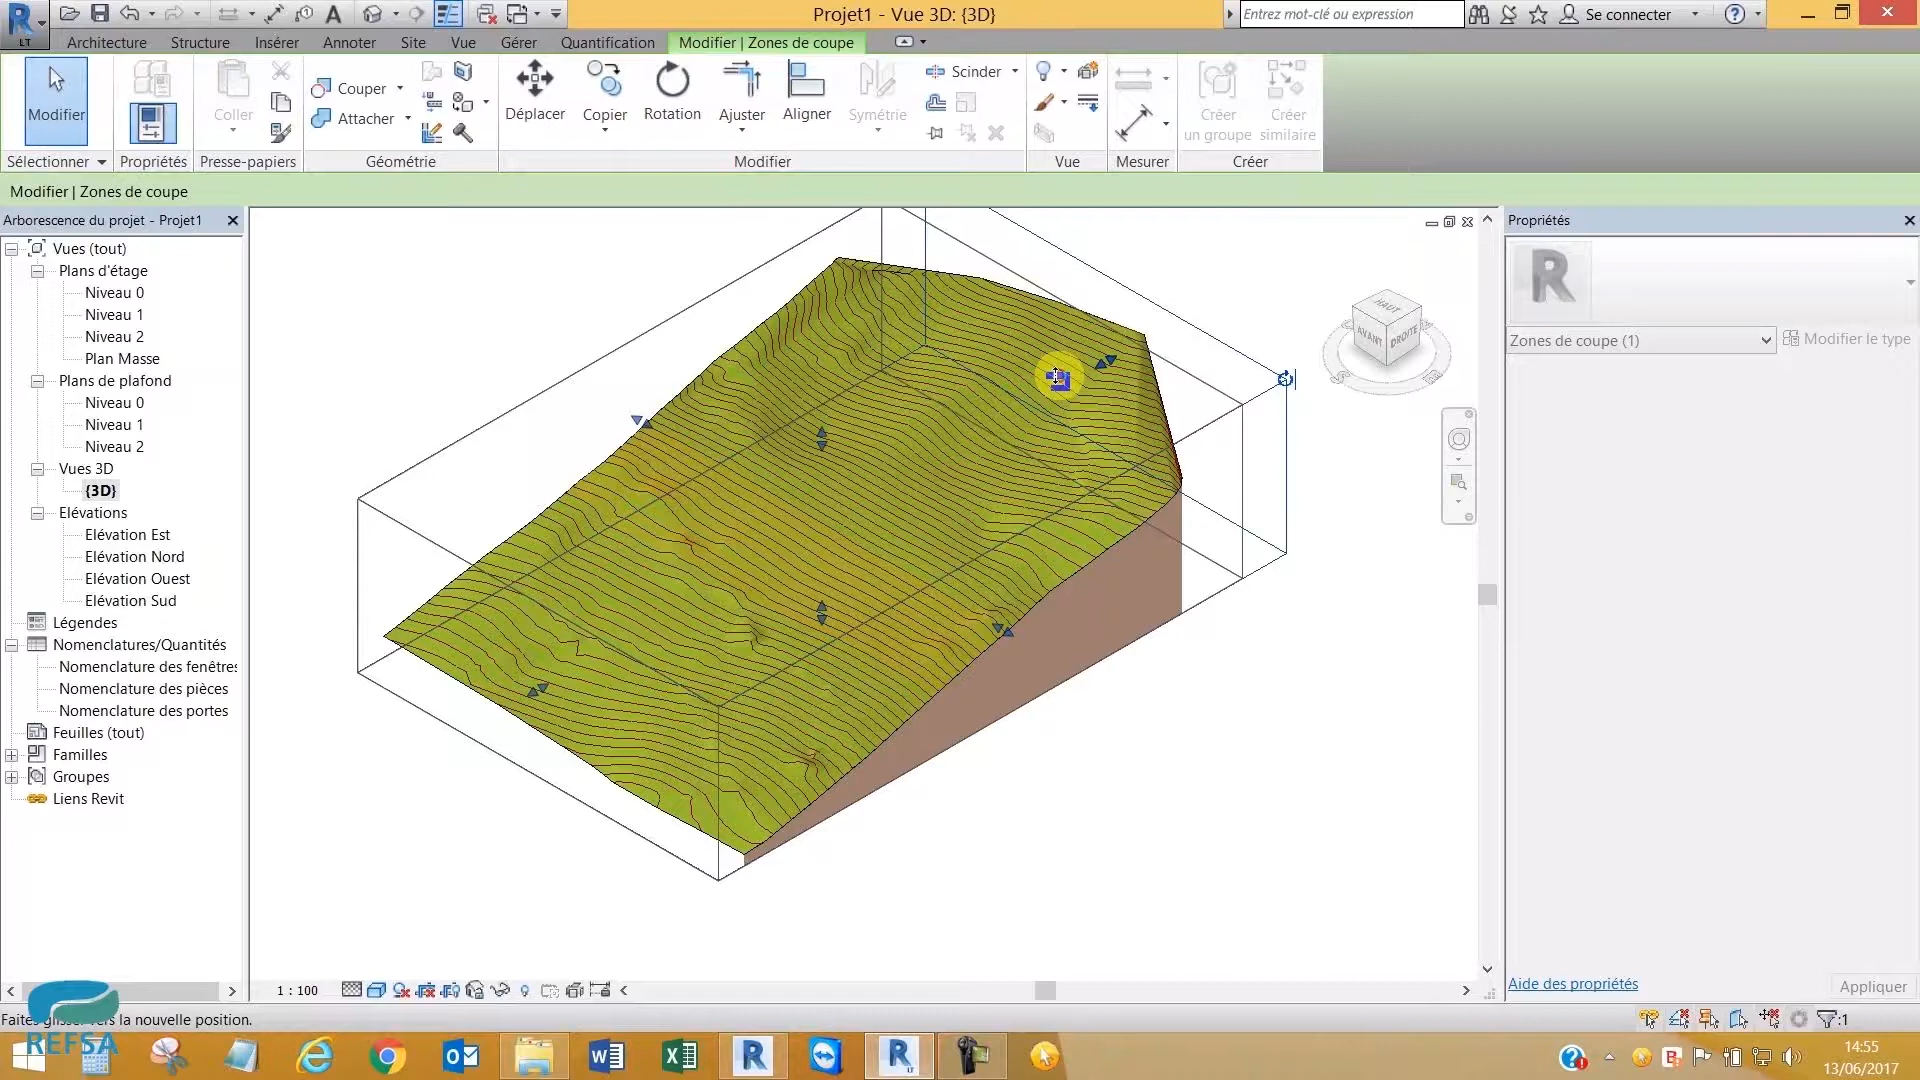 Projet1 - Vue 3D: {3D}
Entrez mot-clé ou expression
Se connecter
LT
Architecture
Structure
Insérer
Annoter
Site
Vue
Gérer
Quantification
Modifier | Zones de coupe
Modifier
Coller
Couper
Attacher
Déplacer
Copier
Rotation
Ajuster
Aligner
Symétrie
Scinder
Créer
un groupe
Créer
similaire
Sélectionner
Propriétés
Presse-papiers
Géométrie
Modifier
Vue
Mesurer
Créer
Modifier | Zones de coupe
Arborescence du projet - Projet1
Vues (tout)
Plans d'étage
Niveau 0
Niveau 1
Niveau 2
Plan Masse
Plans de plafond
Niveau 0
Niveau 1
Niveau 2
Vues 3D
{3D}
Elévations
Elévation Est
Elévation Nord
Elévation Ouest
Elévation Sud
Légendes
Nomenclatures/Quantités
Nomenclature des fenêtres
Nomenclature des pièces
Nomenclature des portes
Feuilles (tout)
Familles
Groupes
Liens Revit
HAUT
AVANT
DROITE
Propriétés
Zones de coupe (1)
Modifier le type
Aide des propriétés
Appliquer
1 : 100
Faites glisser vers la nouvelle position.
:1
REFSA
14:55
13/06/2017